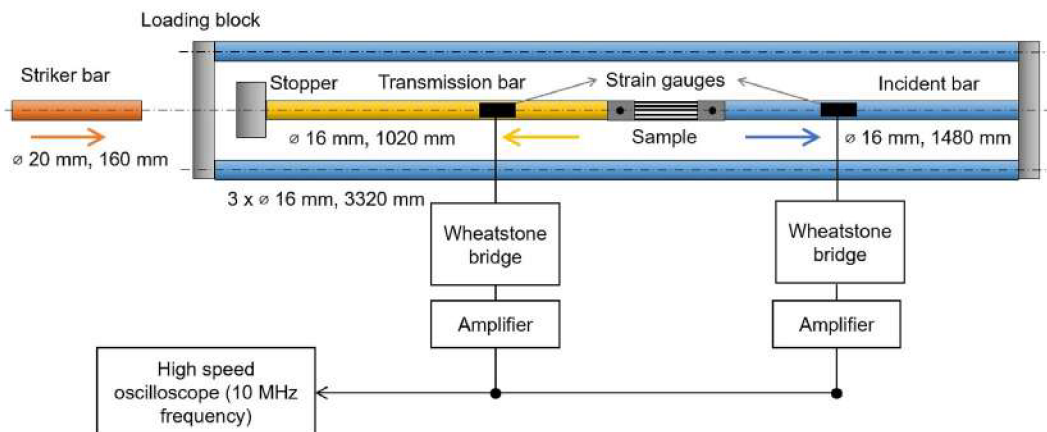 Loading block
Striker bar
Stopper
Transmission bar
Strain gauges
Incident bar
⌀ 16 mm, 1020 mm
Sample
⌀ 16 mm, 1480 mm
⌀ 20 mm, 160 mm
3 x ⌀ 16 mm, 3320 mm
Wheatstone
bridge
Wheatstone
bridge
Amplifier
Amplifier
High speed
oscilloscope (10 MHz
frequency)